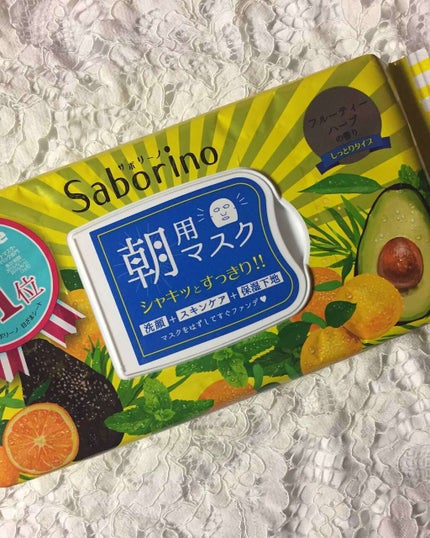 サボリーノ
Saborino
フルーティー
ハーブ
の香り
しっとりタイプ
朝用マスク
シャキッとすっきり!!
洗顔+スキンケア+保湿下地
マスクをはずしてすぐファンデ♥
1位